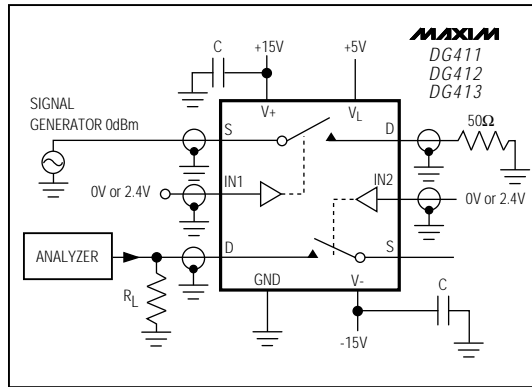 MAXIM
DG411
DG412
DG413
C
+15V
+5V
SIGNAL
GENERATOR 0dBm
V+
VL
S
D
50Ω
IN1
IN2
0V or 2.4V
0V or 2.4V
ANALYZER
D
S
RL
GND
V-
C
-15V